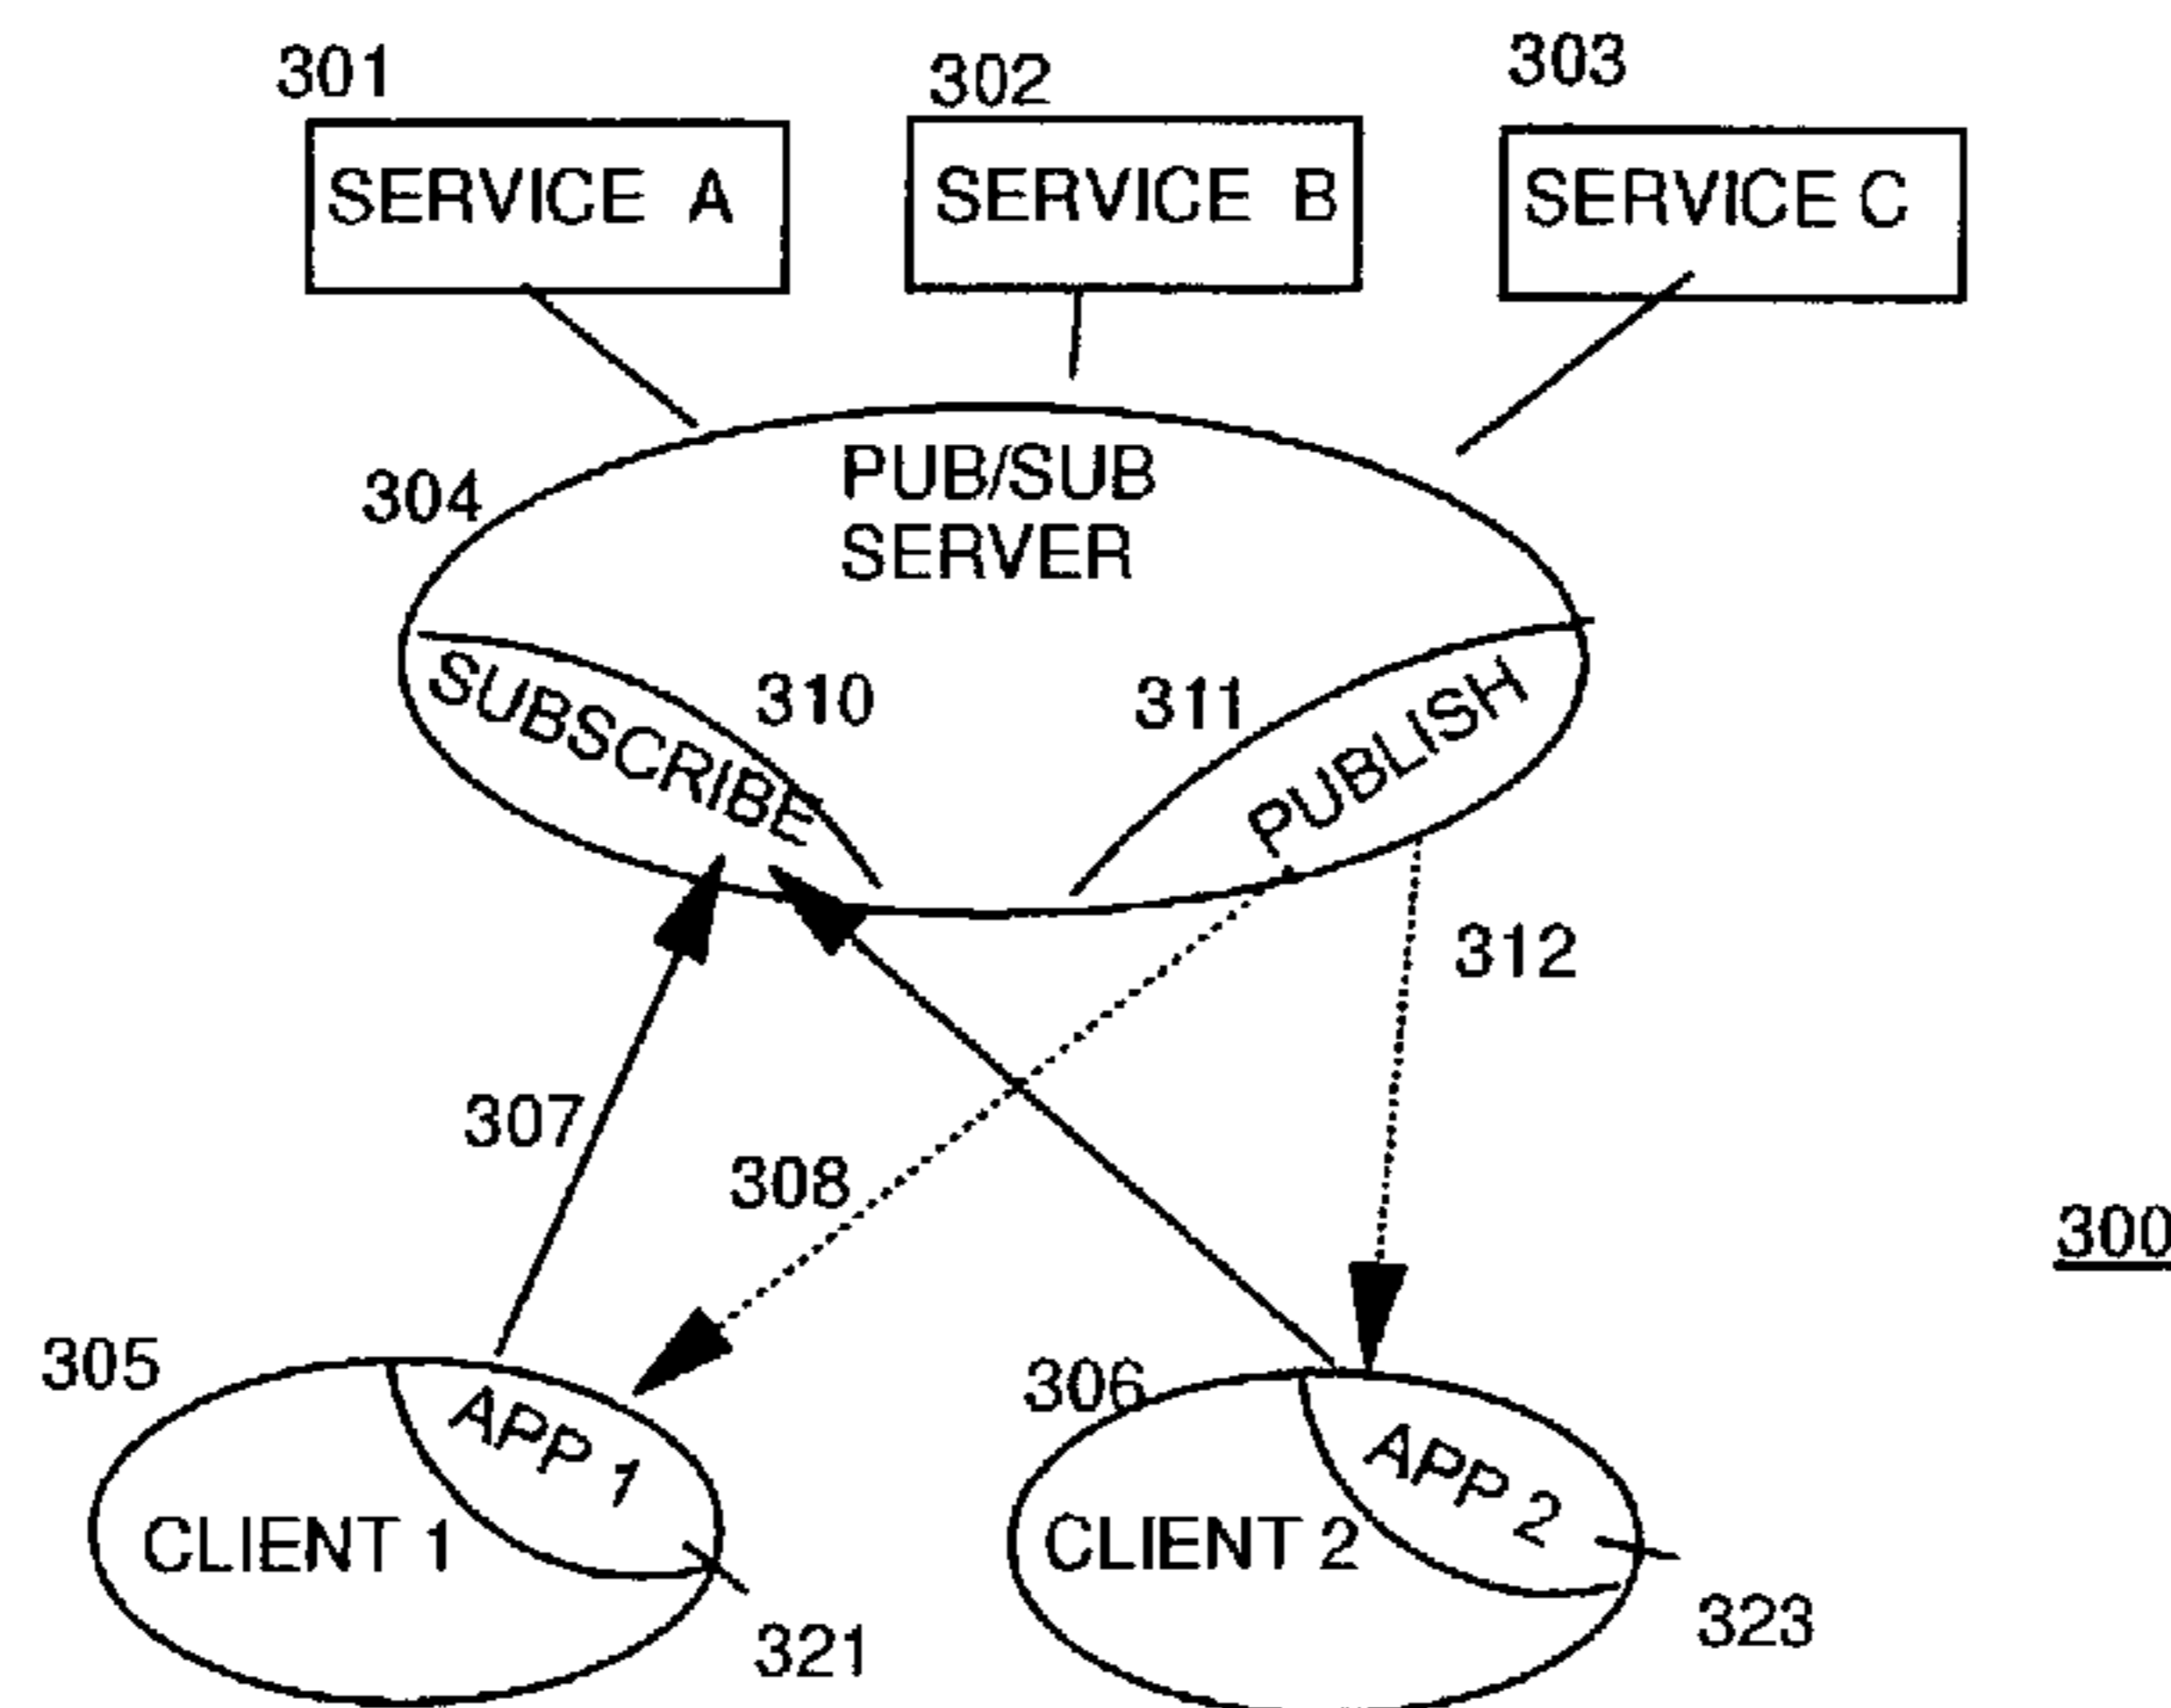 301
302
303
SERVICE A
SERVICE B
SERVICE C
304
PUB/SUB
SERVER
SUBSCRIBE
310
311
PUBLISH
312
307
308
300
305
306
APP 1
APP 2
CLIENT 1
CLIENT 2
321
323